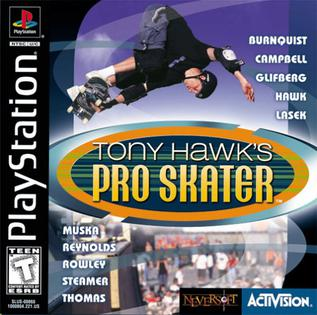 PlayStation
NTSC U/C
PlayStation
BURNQUIST
CAMPBELL
GLIFBERG
HAWK
LASEK
TONY HAWK'S
PRO SKATER
TM
MUSKA
REYNOLDS
ROWLEY
STEAMER
THOMAS
TEEN
T
CONTENT RATED BY
ESRB
SLUS-00860
NEVERSOFT
ACTIVISION.